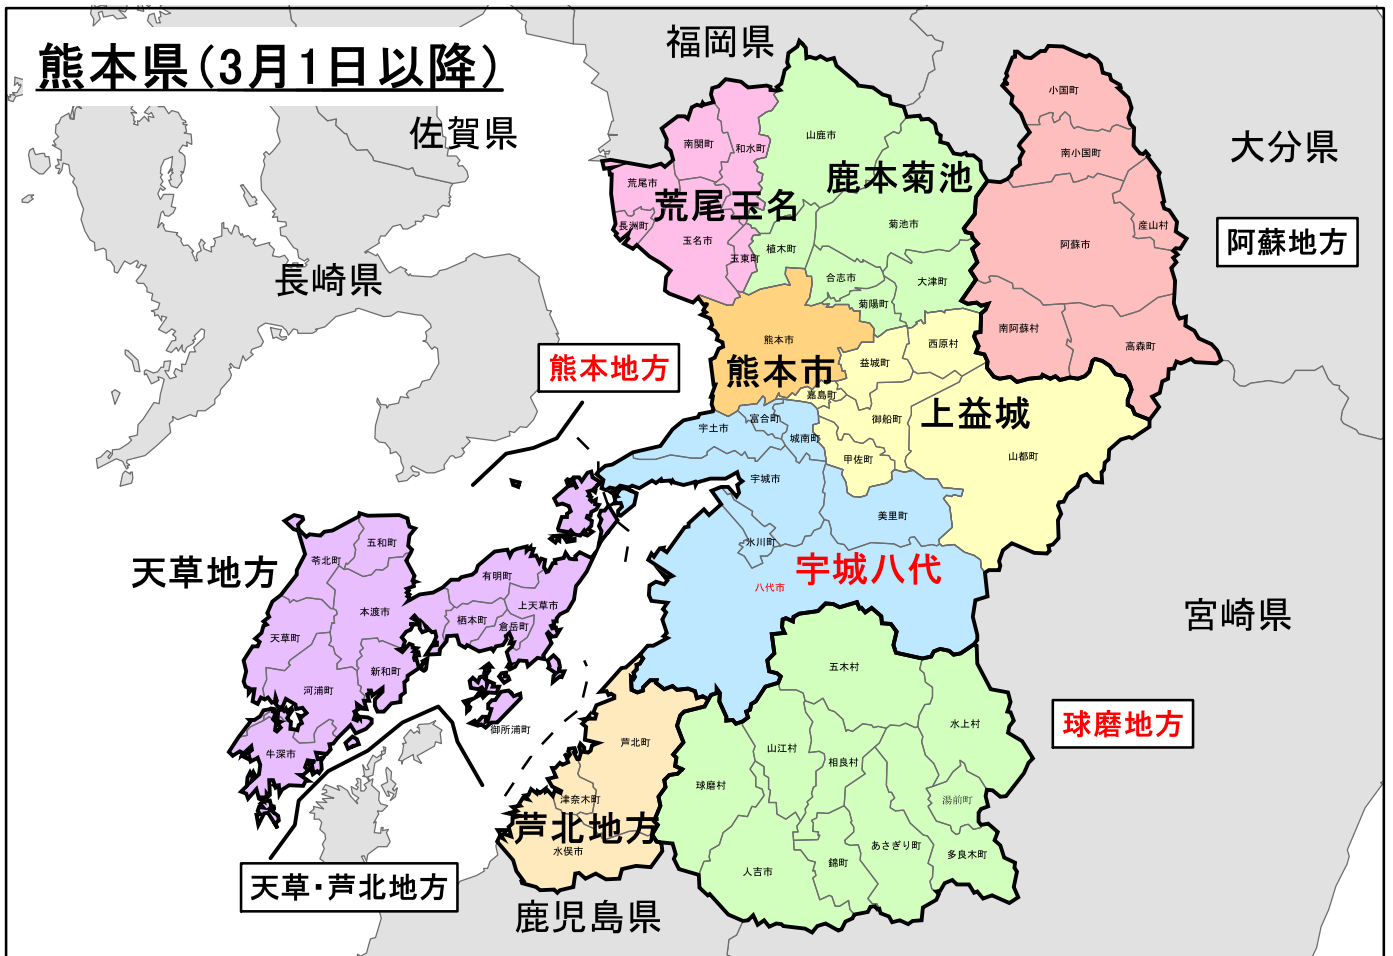 熊本県(3月1日以降)
福岡県
佐賀県
大分県
長崎県
宮崎県
鹿児島県
小国町
南小国町
産山村
阿蘇市
南阿蘇村
高森町
阿蘇地方
山鹿市
鹿本菊池
菊池市
植木町
合志市
大津町
菊陽町
南関町
和水町
荒尾市
荒尾玉名
長洲町
玉名市
玉東町
熊本地方
熊本市
熊本市
西原村
益城町
嘉島町
御船町
上益城
甲佐町
山都町
宇土市
富合町
城南町
宇城市
美里町
氷川町
宇城八代
八代市
天草地方
五和町
苓北町
本渡市
天草町
有明町
上天草市
栖本町
倉岳町
新和町
河浦町
牛深市
御所浦町
天草・芦北地方
芦北町
津奈木町
芦北地方
水俣市
五木村
水上村
球磨地方
山江村
相良村
球磨村
湯前町
あさぎり町
多良木町
錦町
人吉市